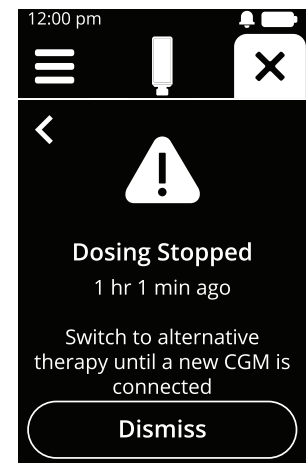 12:00 pm
Dosing Stopped
1 hr 1 min ago
Switch to alternative
therapy until a new CGM is
connected
Dismiss